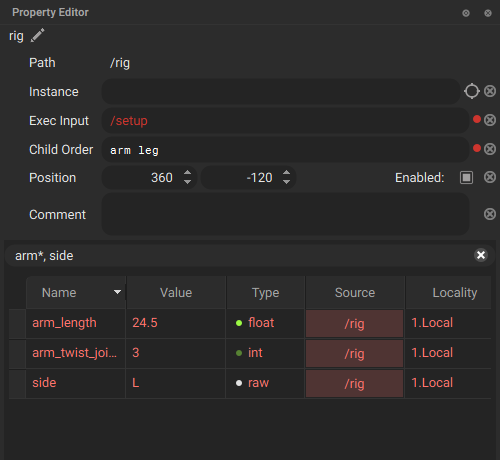 Property Editor
rig
Path /rig
Instance
Exec Input /setup
Child Order arm leg
Position 360 -120 Enabled:
Comment
arm*, side
Name Value Type Source Locality
arm_length 24.5 float /rig 1.Local
arm_twist_joi... 3 int /rig 1.Local
side L raw /rig 1.Local